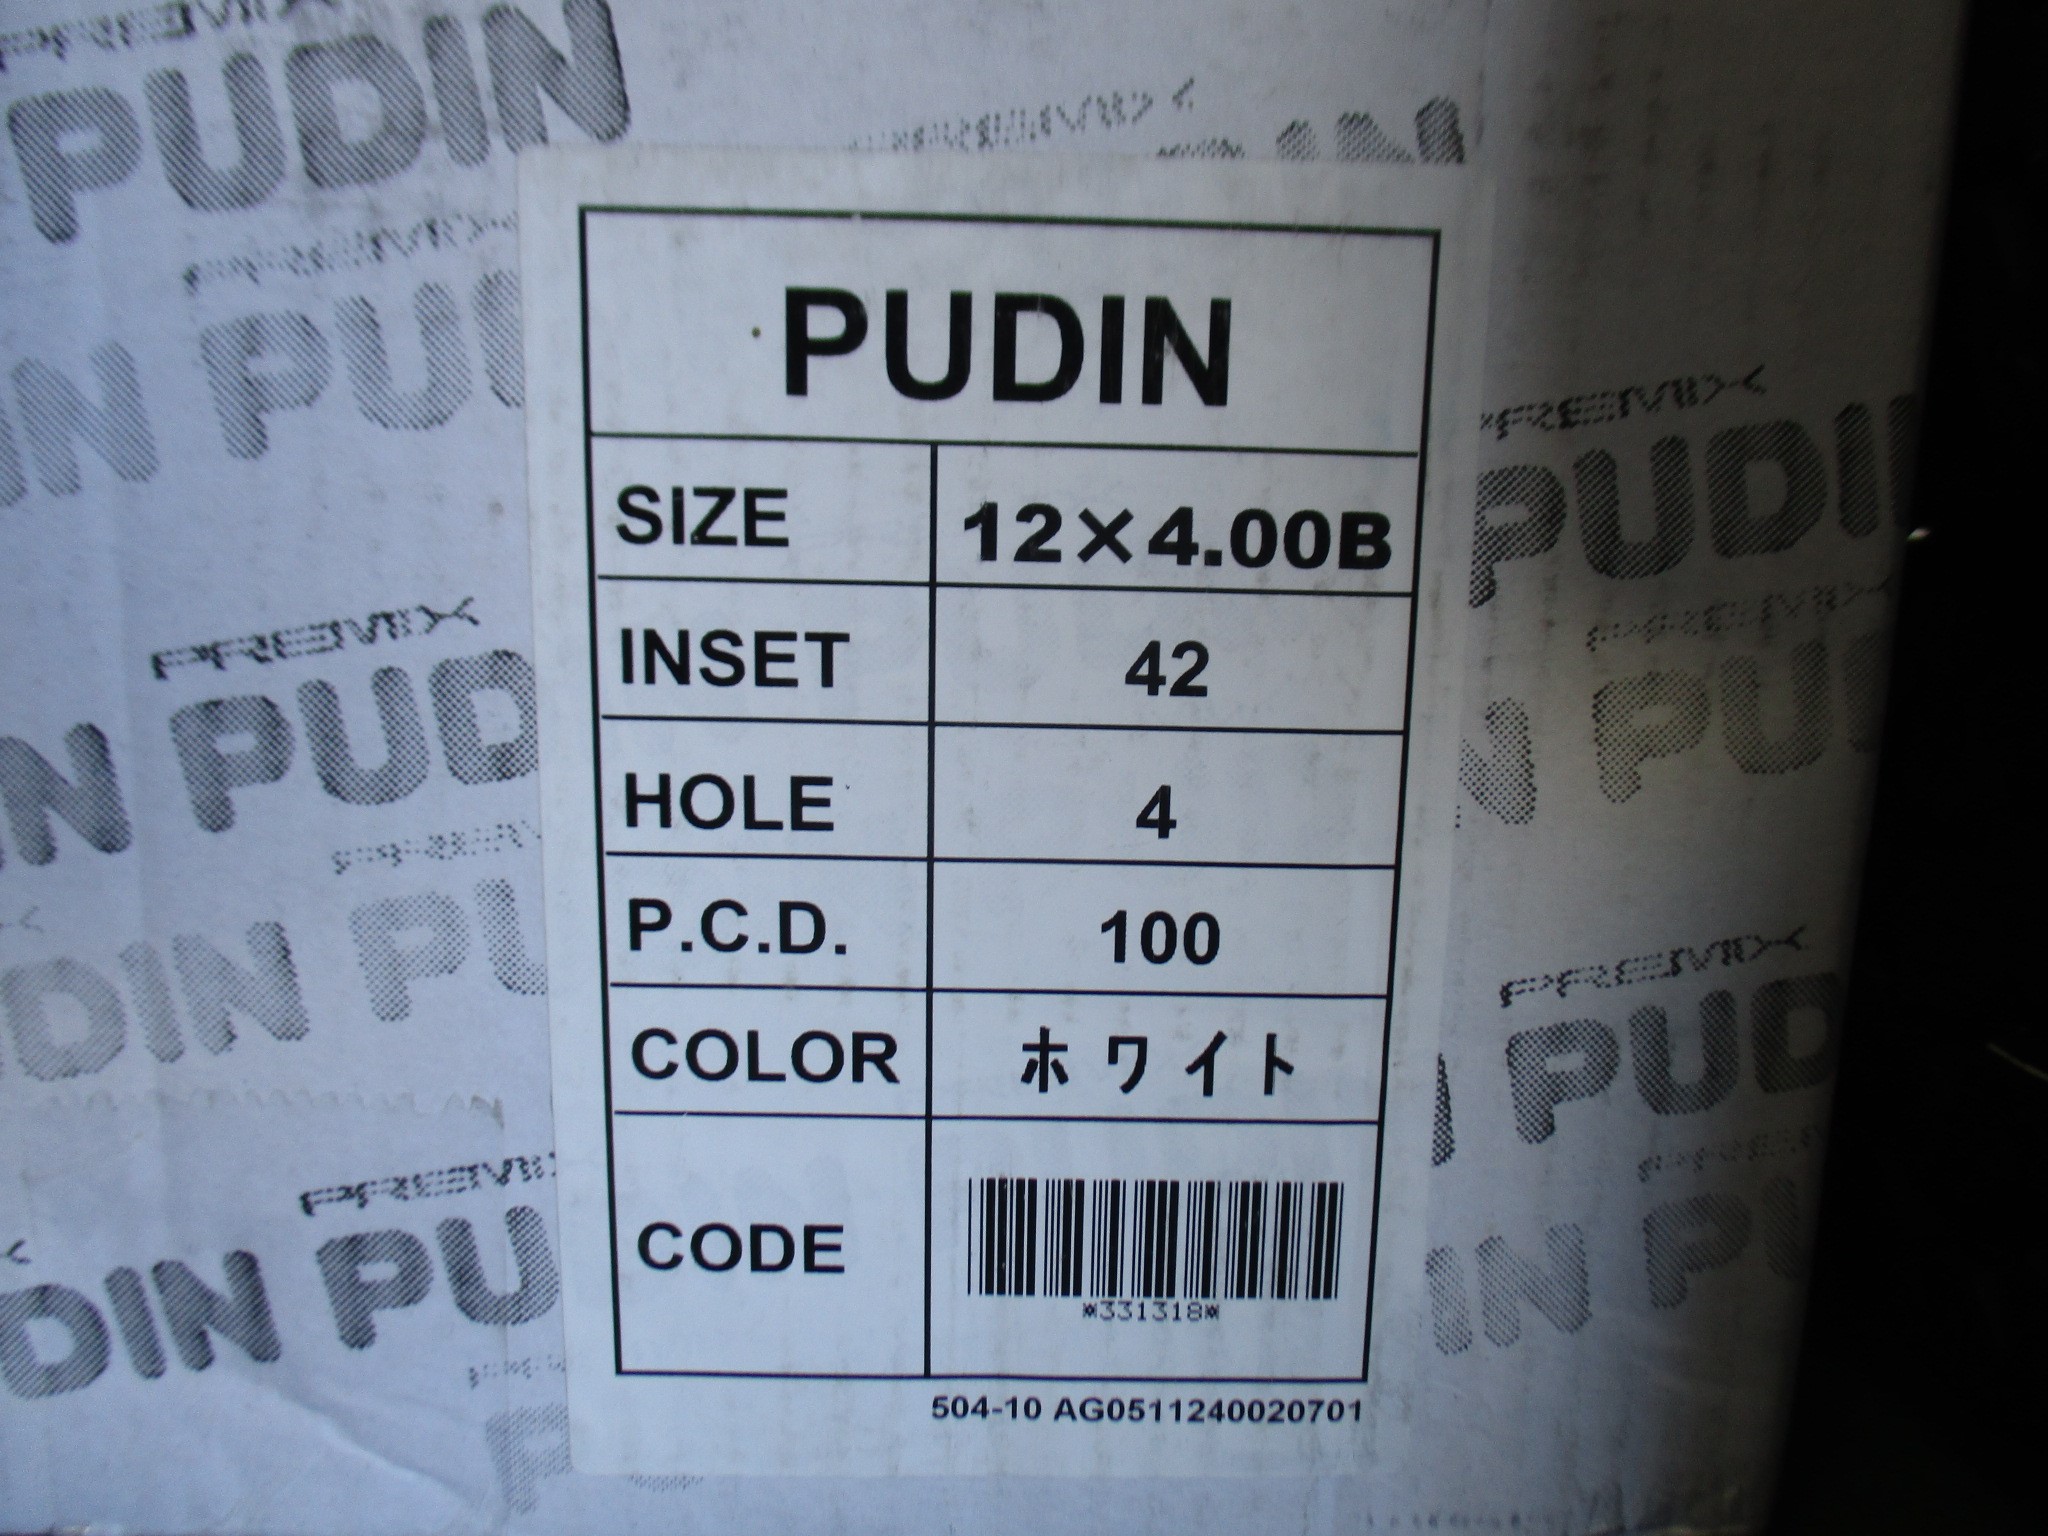 PREMIX
PUDIN
PREMIX
PUDIN
SIZE 12×4.00B
INSET 42
HOLE 4
P.C.D. 100
COLOR ホワイト
CODE
*331318*
504-10 AG0511240020701
PREMIX
PUDIN
PREMIX
PUDIN
PREMIX
PUDIN
PREMIX
PUDIN